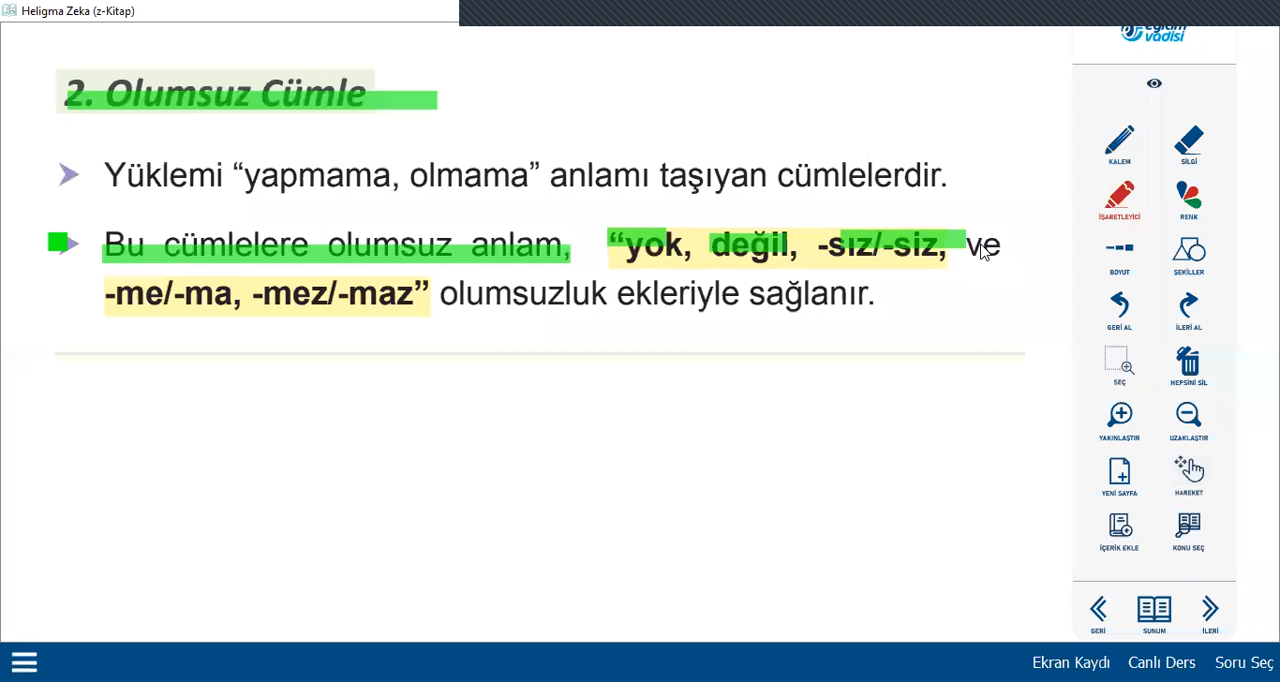 Heligma Zeka (z-Kitap)
eğitim
vadisi
2. Olumsuz Cümle
Yüklemi “yapmama, olmama” anlamı taşıyan cümlelerdir.
Bu cümlelere olumsuz anlam, “yok, değil, -sız/-siz, ve
-me/-ma, -mez/-maz” olumsuzluk ekleriyle sağlanır.
KALEM SİLGİ
İŞARETLEYİCİ RENK
BOYUT ŞEKİLLER
GERİ AL İLERİ AL
SEÇ HEPSİNİ SİL
YAKINLAŞTIR UZAKLAŞTIR
YENİ SAYFA HAREKET
İÇERİK EKLE KONU SEÇ
GERİ SUNUM İLERİ
Ekran Kaydı Canlı Ders Soru Seç